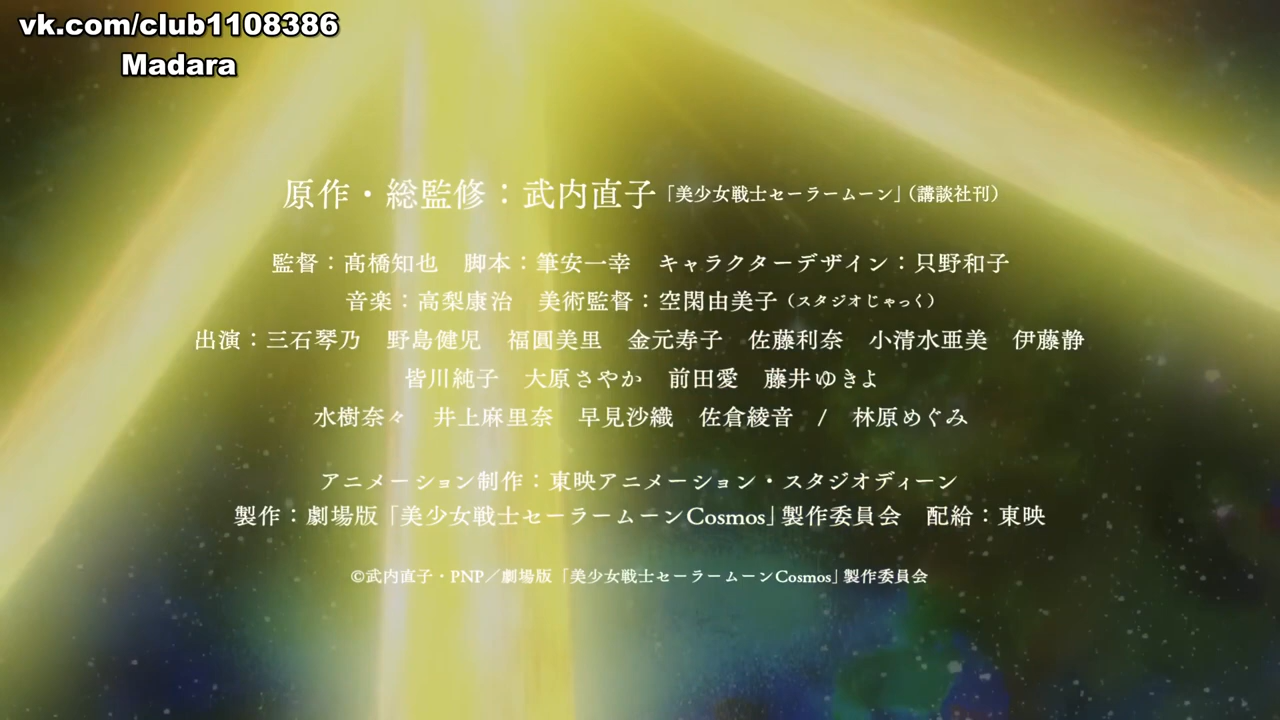 vk.com/club1108386
Madara
原作・総監修：武内直子「美少女戦士セーラームーン」（講談社刊）
監督：髙橋知也　脚本：筆安一幸　キャラクターデザイン：只野和子
音楽：高梨康治　美術監督：空閑由美子（スタジオじゃっく）
出演：三石琴乃　野島健児　福圓美里　金元寿子　佐藤利奈　小清水亜美　伊藤静
皆川純子　大原さやか　前田愛　藤井ゆきよ
水樹奈々　井上麻里奈　早見沙織　佐倉綾音　/　林原めぐみ
アニメーション制作：東映アニメーション・スタジオディーン
製作：劇場版「美少女戦士セーラームーンCosmos」製作委員会　配給：東映
©武内直子・PNP／劇場版「美少女戦士セーラームーンCosmos」製作委員会